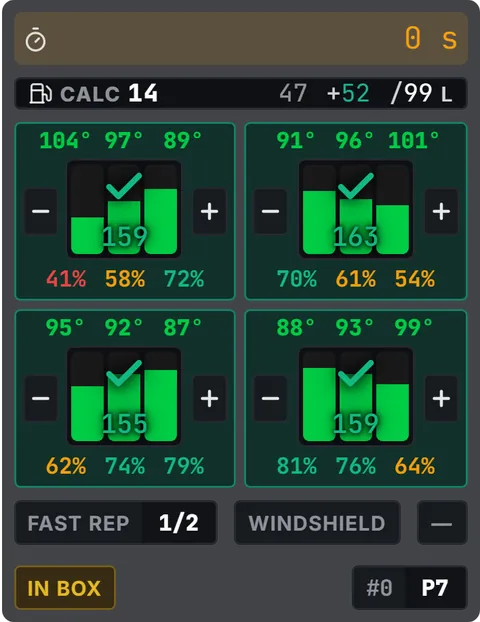 0 S
CALC 14 47 +52 /99 L
104° 97° 89°
− 159 +
41% 58% 72%
91° 96° 101°
− 163 +
70% 61% 54%
95° 92° 87°
− 155 +
62% 74% 79%
88° 93° 99°
− 159 +
81% 76% 64%
FAST REP 1/2 WINDSHIELD —
IN BOX #0 P7